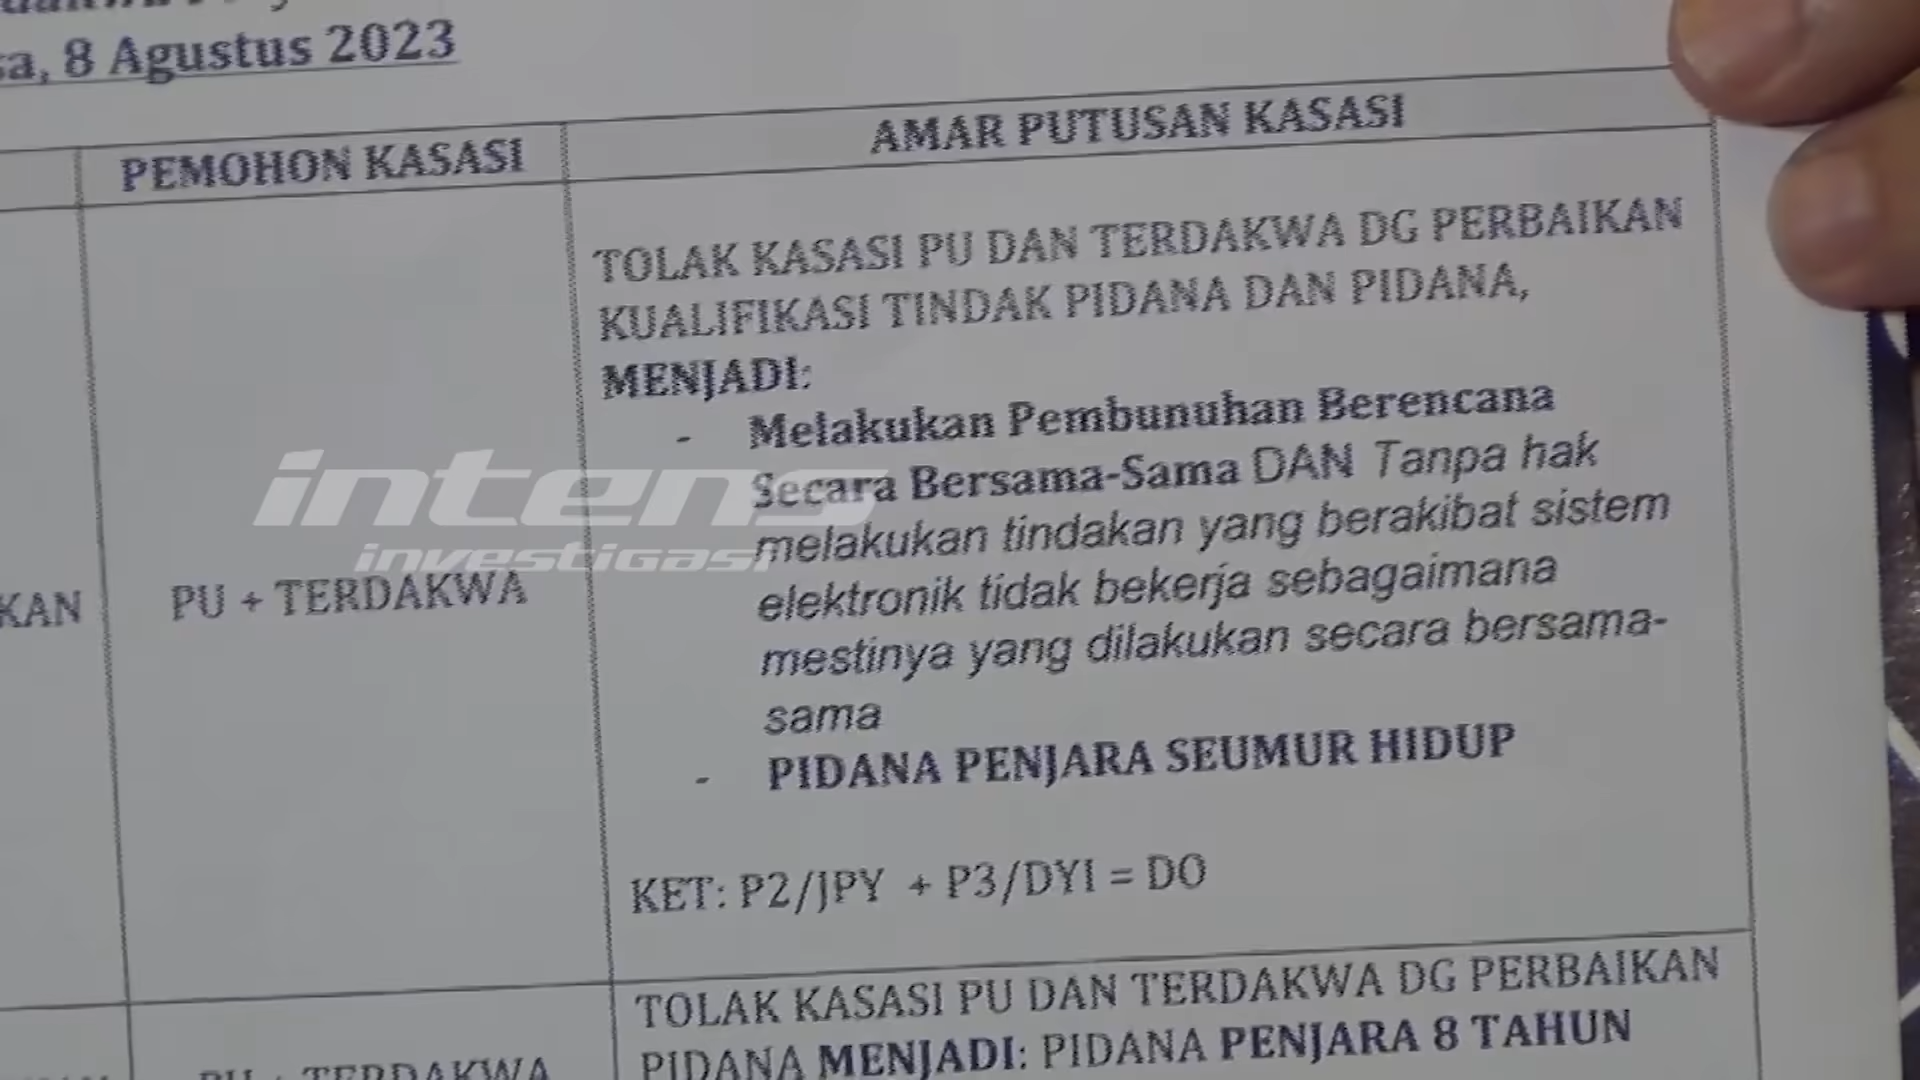 8 Agustus 2023
PEMOHON KASASI
AMAR PUTUSAN KASASI
KAN
PU + TERDAKWA
TOLAK KASASI PU DAN TERDAKWA DG PERBAIKAN
KUALIFIKASI TINDAK PIDANA DAN PIDANA,
MENJADI:
- Melakukan Pembunuhan Berencana
Secara Bersama-Sama DAN Tanpa hak
melakukan tindakan yang berakibat sistem
elektronik tidak bekerja sebagaimana
mestinya yang dilakukan secara bersama-
sama
- PIDANA PENJARA SEUMUR HIDUP
KET: P2/JPY + P3/DYI = DO
PU + TERDAKWA
TOLAK KASASI PU DAN TERDAKWA DG PERBAIKAN
PIDANA MENJADI: PIDANA PENJARA 8 TAHUN
intens
investigasi